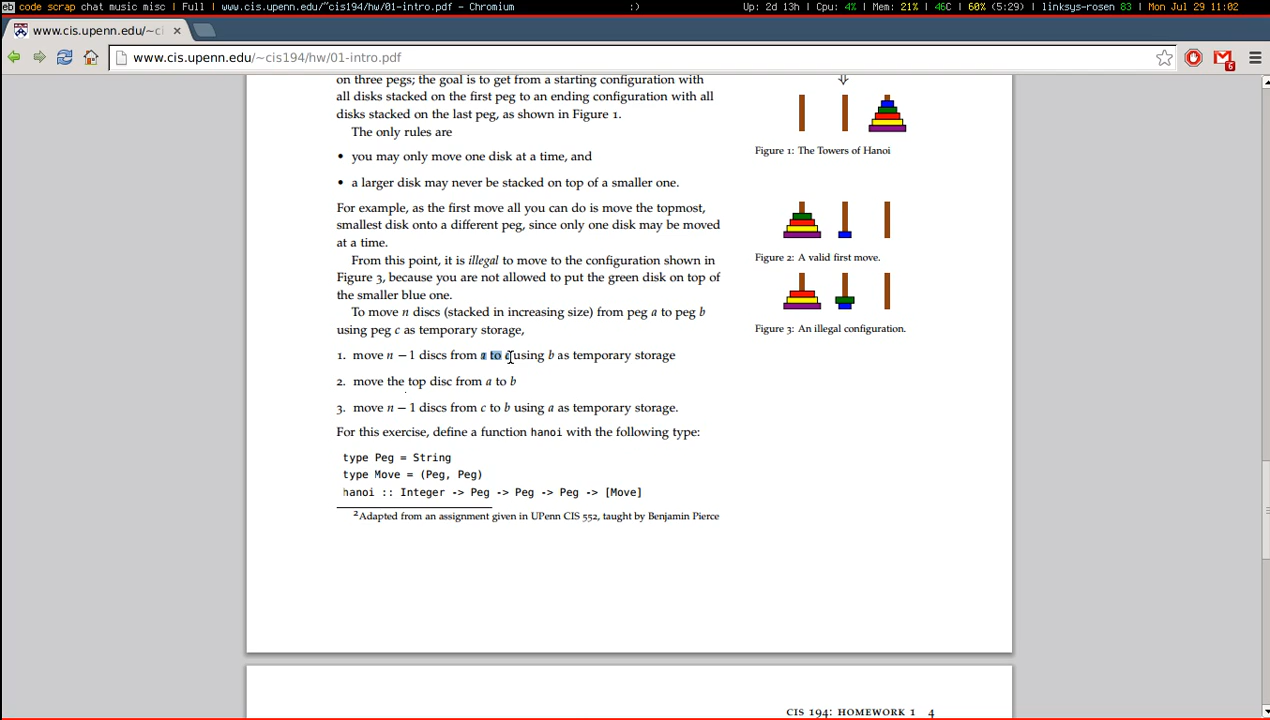 eb code scrap chat music misc | Full | www.cis.upenn.edu/~cis194/hw/01-intro.pdf - Chromium :) Up: 2d 13h | Cpu: 4% | Mem: 21% | 46C | 60% (5:29) | linksys-rosen 83 | Mon Jul 29 11:02
www.cis.upenn.edu/~ci ×
www.cis.upenn.edu/~cis194/hw/01-intro.pdf 6
on three pegs; the goal is to get from a starting configuration with
all disks stacked on the first peg to an ending configuration with all
disks stacked on the last peg, as shown in Figure 1.
The only rules are
• you may only move one disk at a time, and
• a larger disk may never be stacked on top of a smaller one.
For example, as the first move all you can do is move the topmost,
smallest disk onto a different peg, since only one disk may be moved
at a time.
From this point, it is illegal to move to the configuration shown in
Figure 3, because you are not allowed to put the green disk on top of
the smaller blue one.
To move n discs (stacked in increasing size) from peg a to peg b
using peg c as temporary storage,
1. move n − 1 discs from a to c using b as temporary storage
2. move the top disc from a to b
3. move n − 1 discs from c to b using a as temporary storage.
For this exercise, define a function hanoi with the following type:
type Peg = String
type Move = (Peg, Peg)
hanoi :: Integer -> Peg -> Peg -> Peg -> [Move]
2 Adapted from an assignment given in UPenn CIS 552, taught by Benjamin Pierce
Figure 1: The Towers of Hanoi
Figure 2: A valid first move.
Figure 3: An illegal configuration.
CIS 194: HOMEWORK 1 4